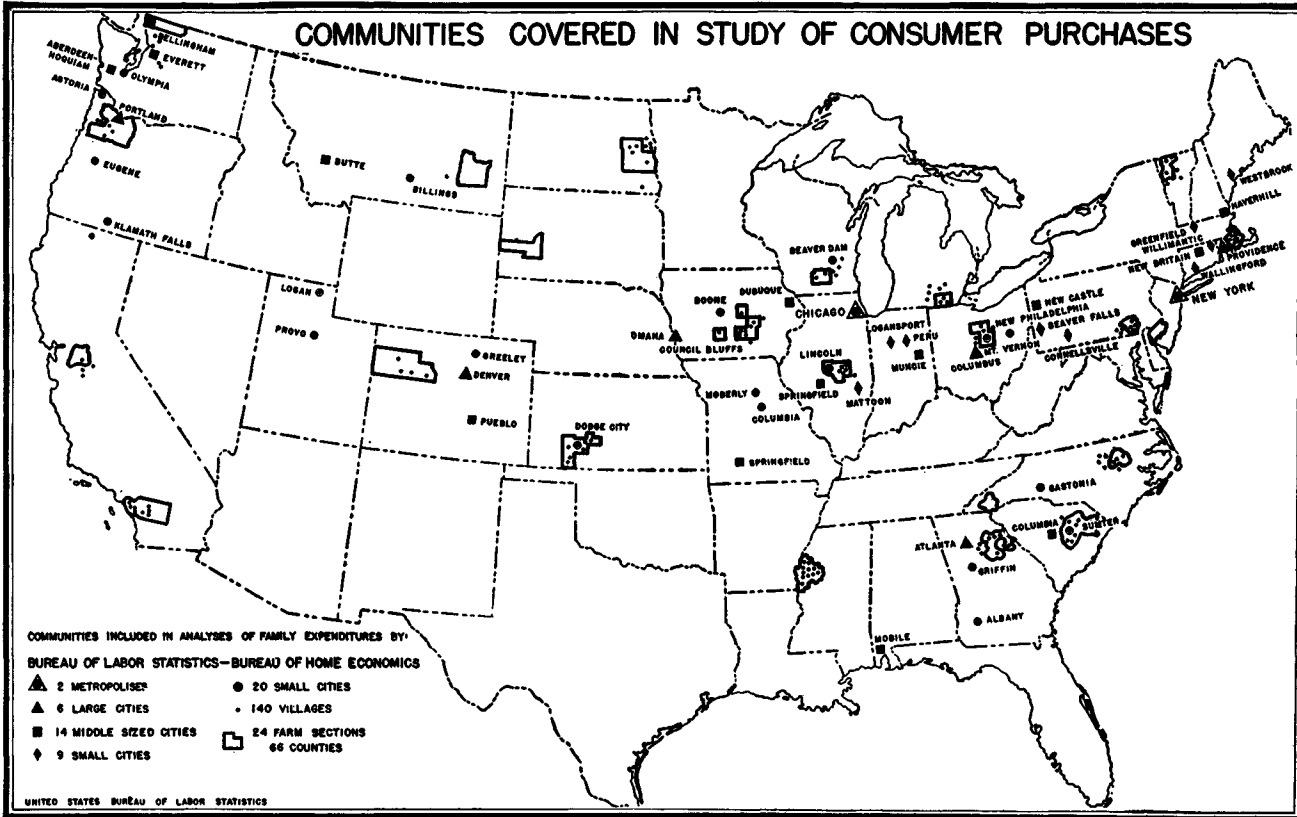 COMMUNITIES COVERED IN STUDY OF CONSUMER PURCHASES
BELLINGHAM
ABERDEEN-
HOQUIAM
EVERETT
OLYMPIA
ASTORIA
PORTLAND
EUGENE
KLAMATH FALLS
BUTTE
BILLINGS
LOGAN
PROVO
GREELEY
DENVER
PUEBLO
DODGE CITY
OMAHA
COUNCIL BLUFFS
BOONE
DUBUQUE
BEAVER DAM
CHICAGO
LINCOLN
SPRINGFIELD
MATTOON
MOBERLY
COLUMBIA
SPRINGFIELD
LOGANSPORT
PERU
MUNCIE
COLUMBUS
MT. VERNON
NEW PHILADELPHIA
NEW CASTLE
BEAVER FALLS
CONNELLSVILLE
WESTBROOK
HAVERHILL
GREENFIELD
WILLIMANTIC
NEW BRITAIN
PROVIDENCE
WALLINGFORD
NEW YORK
GASTONIA
COLUMBIA
SUMTER
ATLANTA
GRIFFIN
ALBANY
MOBILE
COMMUNITIES INCLUDED IN ANALYSES OF FAMILY EXPENDITURES BY:
BUREAU OF LABOR STATISTICS—BUREAU OF HOME ECONOMICS
2 METROPOLISES
6 LARGE CITIES
14 MIDDLE SIZED CITIES
9 SMALL CITIES
20 SMALL CITIES
140 VILLAGES
24 FARM SECTIONS
66 COUNTIES
UNITED STATES BUREAU OF LABOR STATISTICS